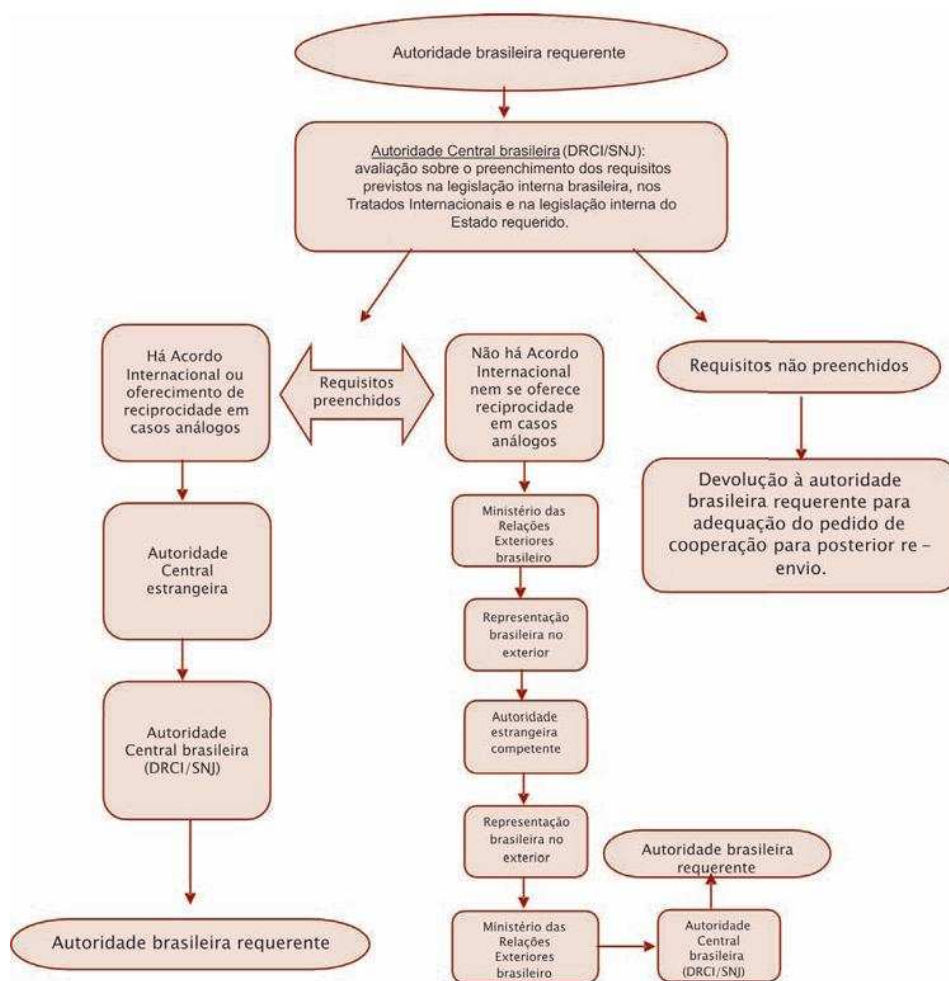 Autoridade brasileira requerente
Autoridade Central brasileira (DRCI/SNJ):
avaliação sobre o preenchimento dos requisitos
previstos na legislação interna brasileira, nos
Tratados Internacionais e na legislação interna do
Estado requerido.
Há Acordo
Internacional ou
oferecimento de
reciprocidade em
casos análogos
Requisitos
preenchidos
Não há Acordo
Internacional
nem se oferece
reciprocidade
em casos
análogos
Requisitos não preenchidos
Autoridade
Central
estrangeira
Autoridade
Central brasileira
(DRCI/SNJ)
Autoridade brasileira requerente
Ministério das
Relações
Exteriores
brasileiro
Representação
brasileira no
exterior
Autoridade
estrangeira
competente
Representação
brasileira no
exterior
Ministério das
Relações
Exteriores
brasileiro
Autoridade
Central
brasileira
(DRCI/SNJ)
Autoridade brasileira
requerente
Devolução à autoridade
brasileira requerente para
adequação do pedido de
cooperação para posterior re-
envio.